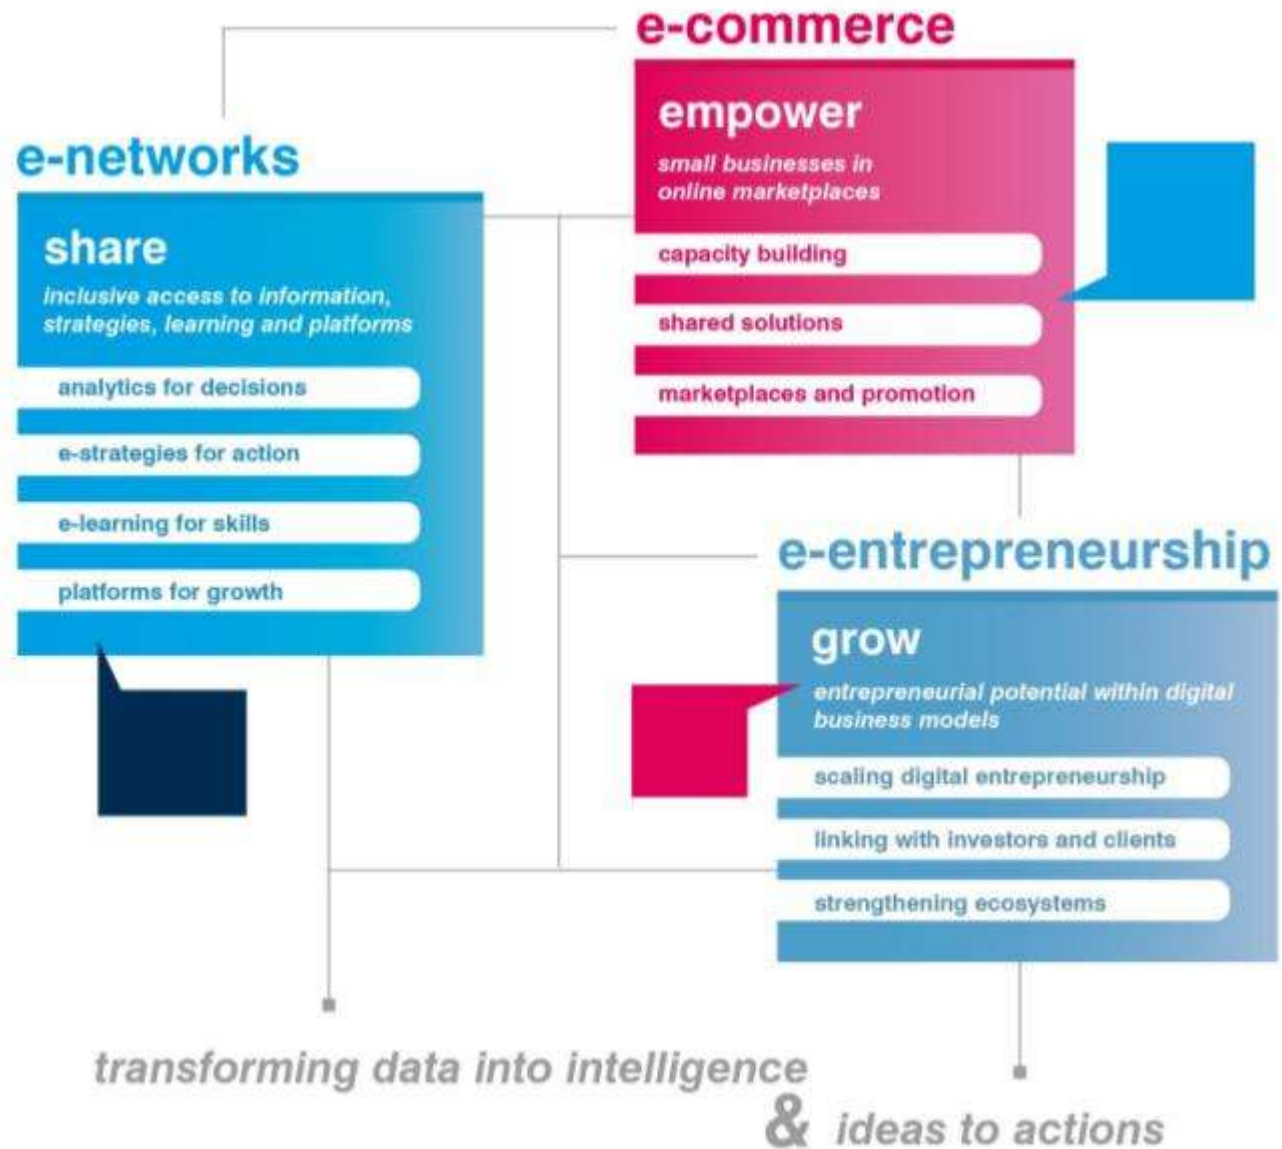 e-commerce
empower
small businesses in
online marketplaces
capacity building
shared solutions
marketplaces and promotion
e-networks
share
inclusive access to information,
strategies, learning and platforms
analytics for decisions
e-strategies for action
e-learning for skills
platforms for growth
e-entrepreneurship
grow
entrepreneurial potential within digital
business models
scaling digital entrepreneurship
linking with investors and clients
strengthening ecosystems
transforming data into intelligence
& ideas to actions